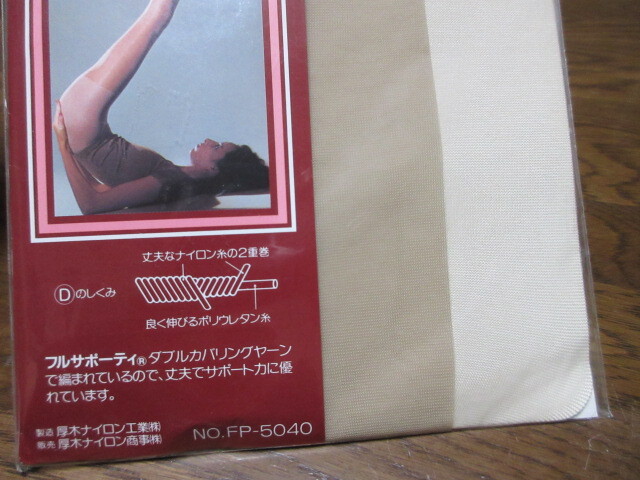 丈夫なナイロン糸の2重巻
Ⓓのしくみ
良く伸びるポリウレタン糸
フルサポーティ®ダブルカバリングヤーン
で編まれているので、丈夫でサポート力に優
れています。
製造 厚木ナイロン工業㈱
販売 厚木ナイロン商事㈱
NO.FP-5040